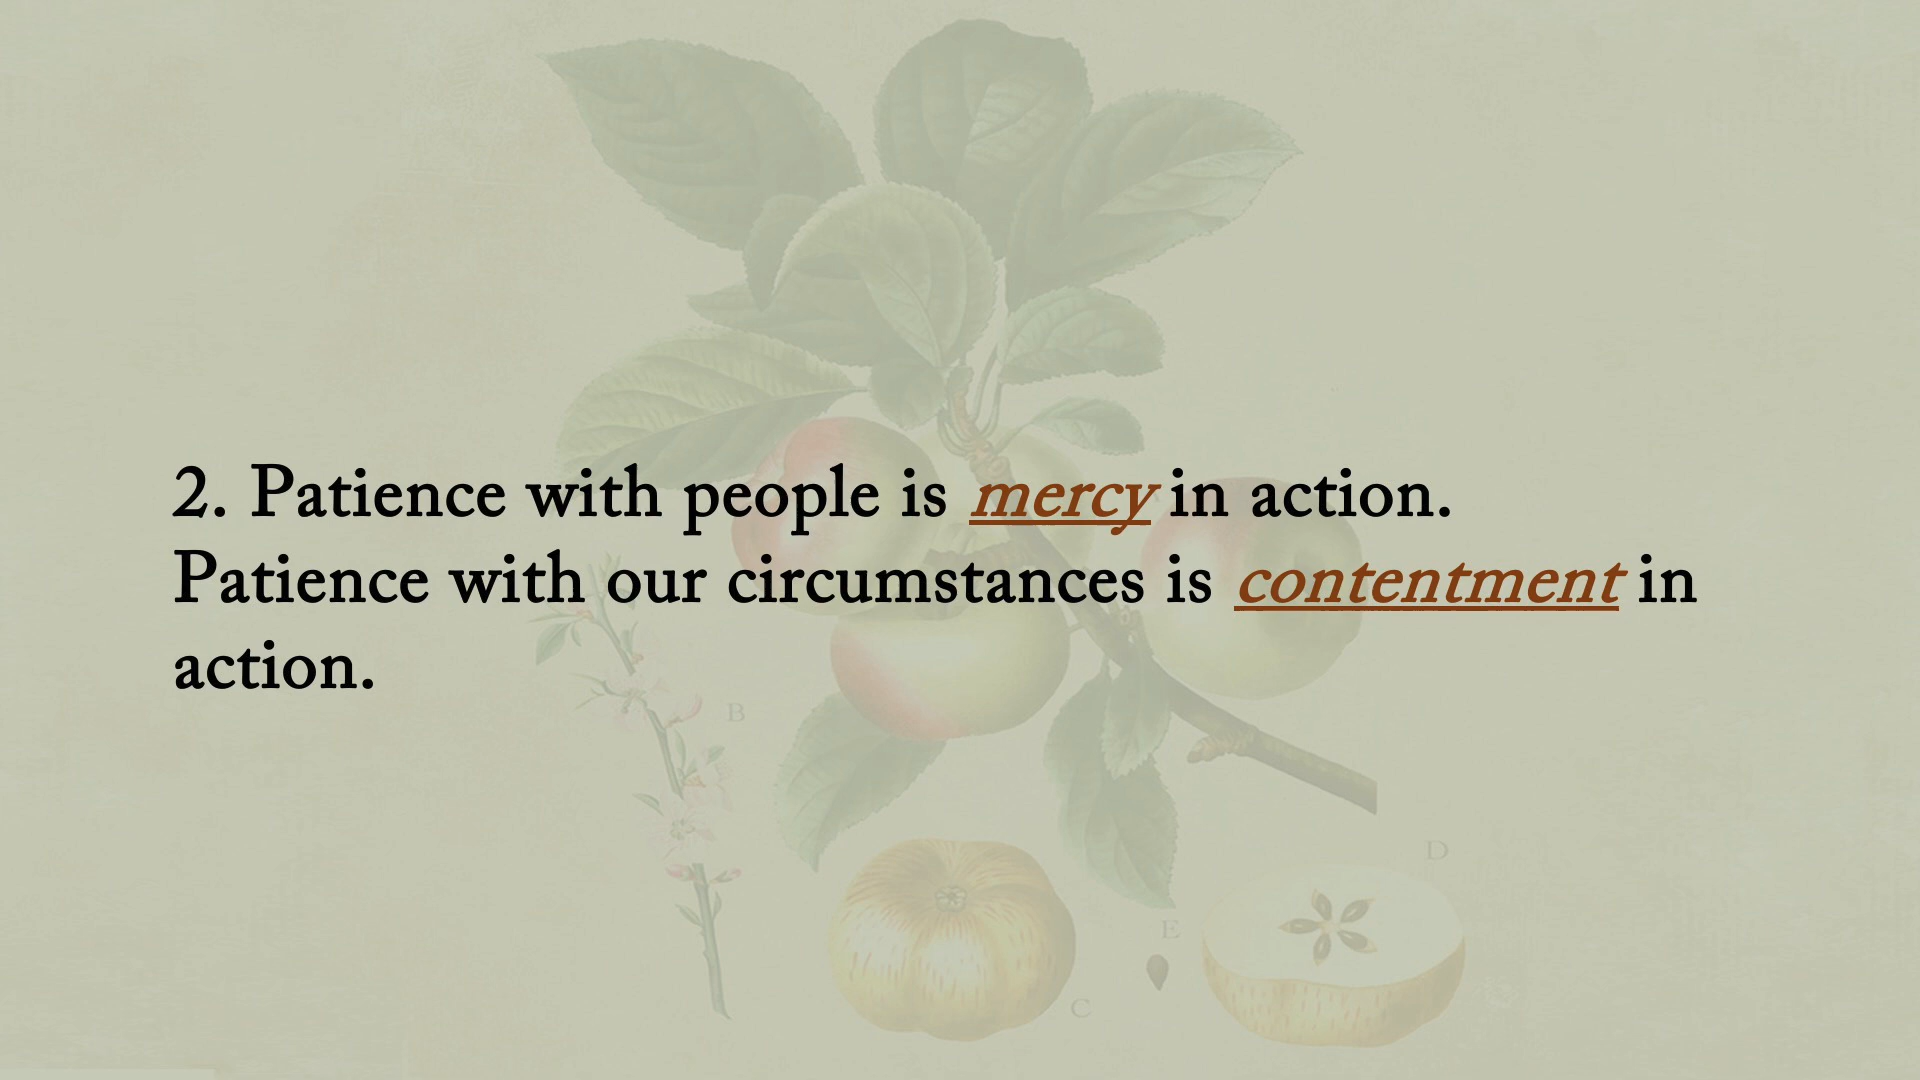 2. Patience with people is mercy in action.
Patience with our circumstances is contentment in
action.
B
D
E
C